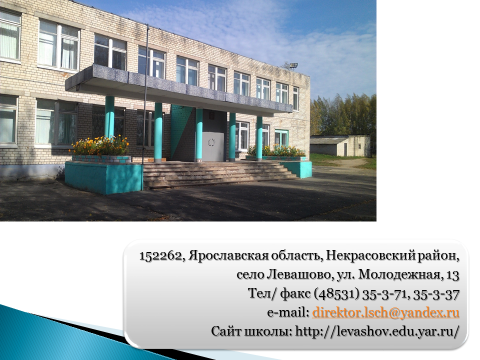 152262, Ярославская область, Некрасовский район,
село Левашово, ул. Молодежная, 13
Тел/ факс (48531) 35-3-71, 35-3-37
e-mail: direktor.lsch@yandex.ru
Сайт школы: http://levashov.edu.yar.ru/